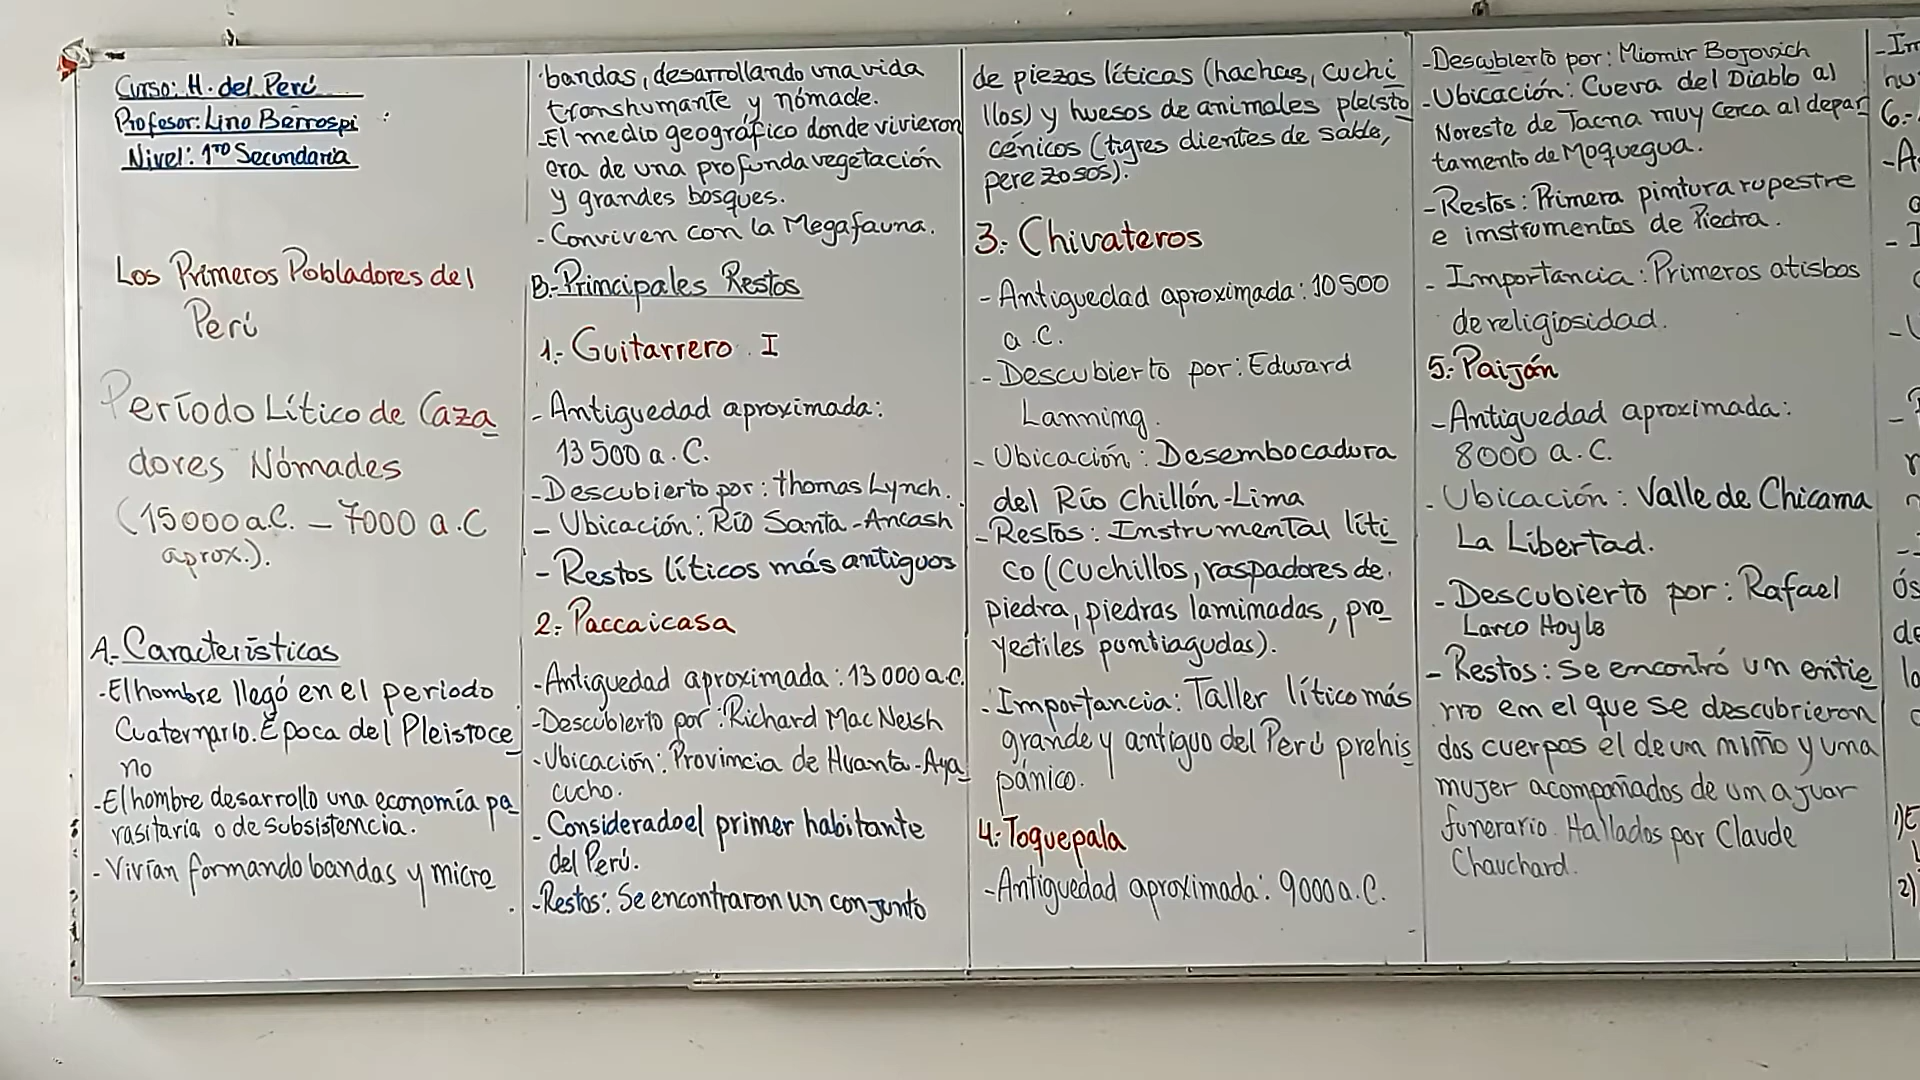 Curso: H. del Perú
Profesor: Lino Berrospi
Nivel: 1ro Secundaria
Los Primeros Pobladores del
Perú
Período Lítico de Caza
dores Nómades
(15000 a.C. – 7000 a.C
aprox.).
A.- Características
- El hombre llegó en el periodo
Cuaternario. Época del Pleistoce
no
- El hombre desarrollo una economía pa
rasitaria o de subsistencia.
- Vivían formando bandas y micro
bandas, desarrollando una vida
transhumante y nómade.
- El medio geográfico donde vivieron
era de una profunda vegetación
y grandes bosques.
- Conviven con la Megafauna.
B.- Principales Restos
1.- Guitarrero I
- Antiguedad aproximada:
13 500 a.C.
- Descubierto por: thomas Lynch.
- Ubicación: Río Santa - Ancash
- Restos líticos más antiguos
2.- Paccaicasa
- Antiguedad aproximada: 13 000 a.c.
- Descubierto por: Richard Mac Neish
- Ubicación: Provincia de Huanta - Aya
cucho.
- Considerado el primer habitante
del Perú.
- Restos: Se encontraron un conjunto
de piezas líticas (hachas, cuchi
llos) y huesos de animales pleisto
cénicos (tigres dientes de sable,
perezosos).
3.- Chivateros
- Antiguedad aproximada: 10 500
a.C.
- Descubierto por: Edward
Lanning.
- Ubicación: Desembocadura
del Río Chillón - Lima
- Restos: Instrumental líti
co (cuchillos, raspadores de
piedra, piedras laminadas, pro
yectiles puntiagudas).
- Importancia: Taller lítico más
grande y antiguo del Perú prehis
pánico.
4.- Toquepala
- Antiguedad aproximada: 9000 a.C.
- Descubierto por: Miomir Bojovich
- Ubicación: Cueva del Diablo al
Noreste de Tacna muy cerca al depar
tamento de Moquegua.
- Restos: Primera pintura rupestre
e instrumentos de Piedra.
- Importancia: Primeros atisbos
de religiosidad.
5.- Paiján
- Antiguedad aproximada:
8000 a.C.
- Ubicación: Valle de Chicama
La Libertad.
- Descubierto por: Rafael
Larco Hoyle
- Restos: Se encontró un entie
rro en el que se descubrieron
dos cuerpos el de un niño y una
mujer acompañados de un ajuar
funerario. Hallados por Claude
Chauchard.
6.-
1)
2)